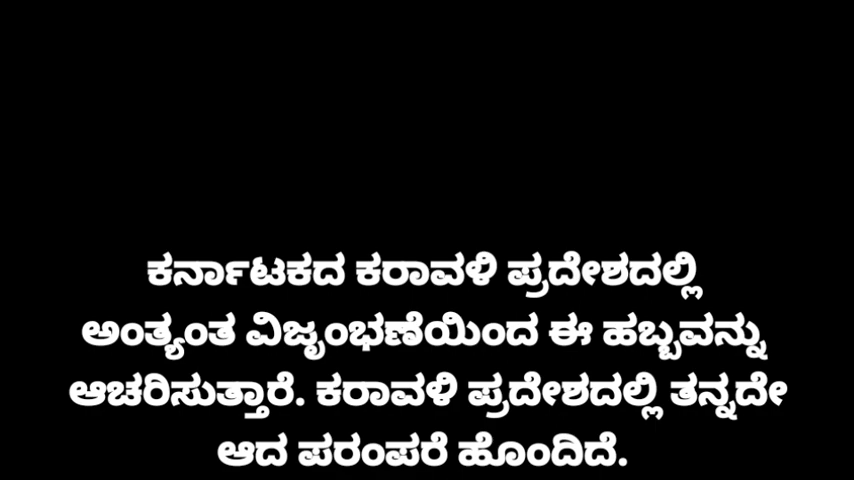 ಕರ್ನಾಟಕದ ಕರಾವಳಿ ಪ್ರದೇಶದಲ್ಲಿ
ಅಂತ್ಯಂತ ವಿಜೃಂಭಣೆಯಿಂದ ಈ ಹಬ್ಬವನ್ನು
ಆಚರಿಸುತ್ತಾರೆ. ಕರಾವಳಿ ಪ್ರದೇಶದಲ್ಲಿ ತನ್ನದೇ
ಆದ ಪರಂಪರೆ ಹೊಂದಿದೆ.